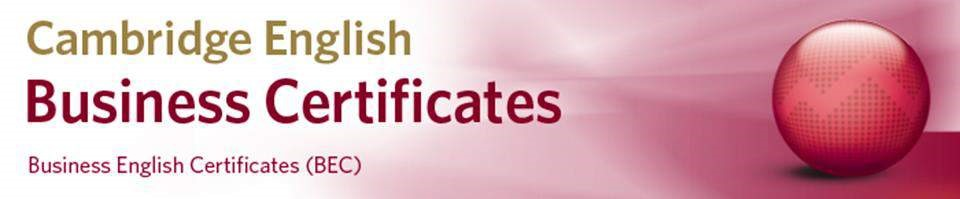 Cambridge English
Business Certificates
Business English Certificates (BEC)